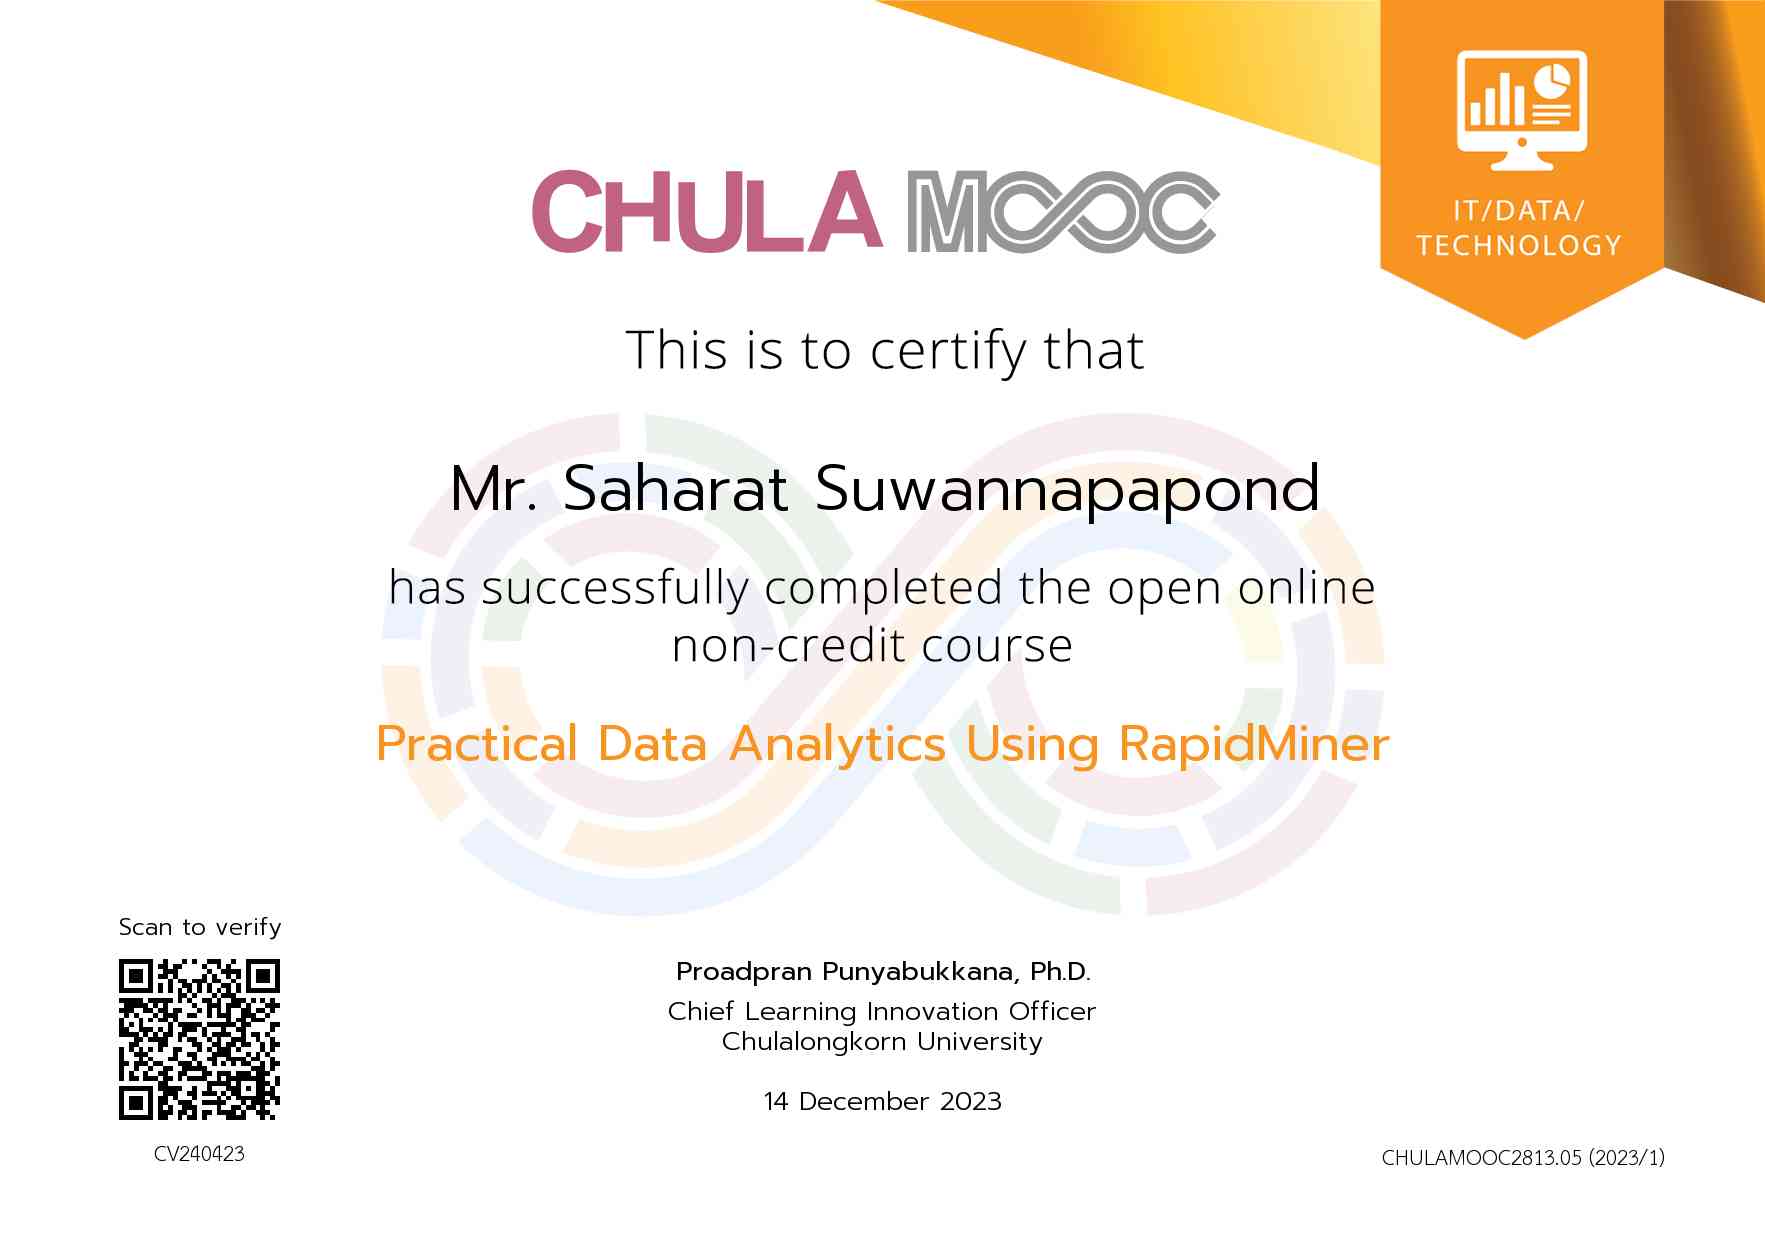 IT/DATA/
TECHNOLOGY
CHULA MOOC
This is to certify that
Mr. Saharat Suwannapapond
has successfully completed the open online
non-credit course
Practical Data Analytics Using RapidMiner
Scan to verify
CV240423
Proadpran Punyabukkana, Ph.D.
Chief Learning Innovation Officer
Chulalongkorn University
14 December 2023
CHULAMOOC2813.05 (2023/1)